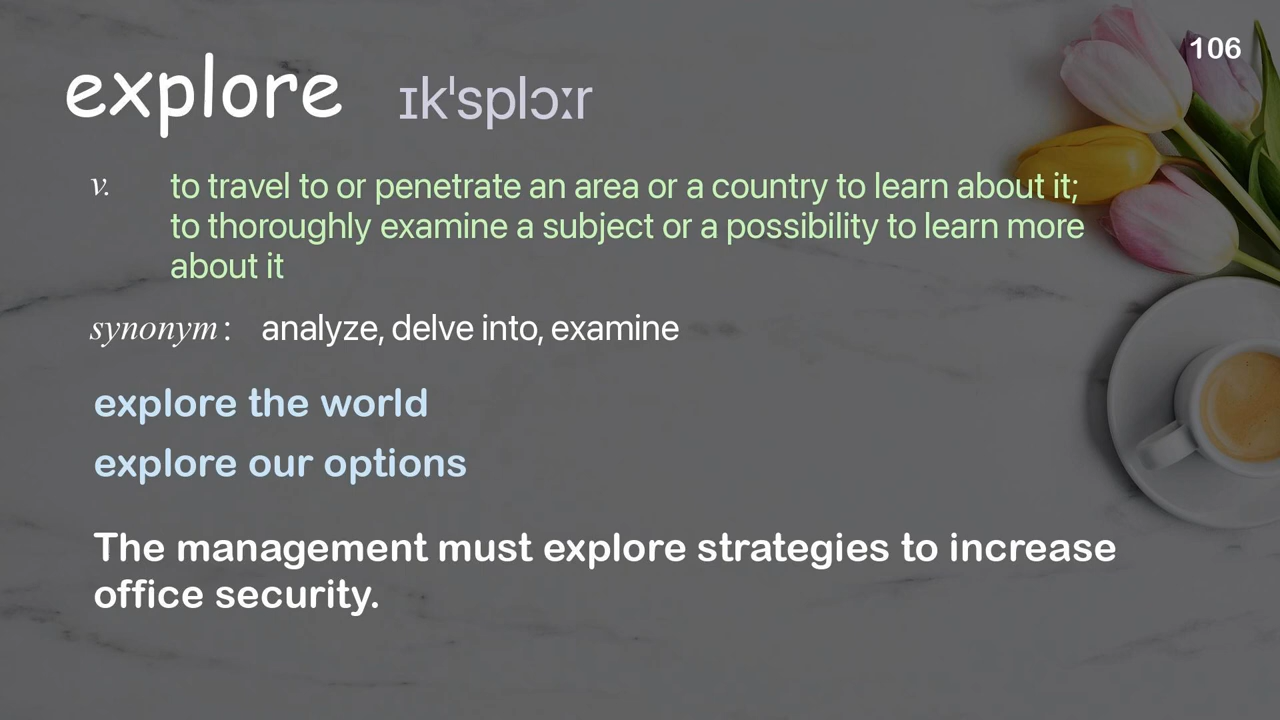 106
explore ɪk'splɔːr
v. to travel to or penetrate an area or a country to learn about it;
to thoroughly examine a subject or a possibility to learn more
about it
synonym: analyze, delve into, examine
explore the world
explore our options
The management must explore strategies to increase
office security.